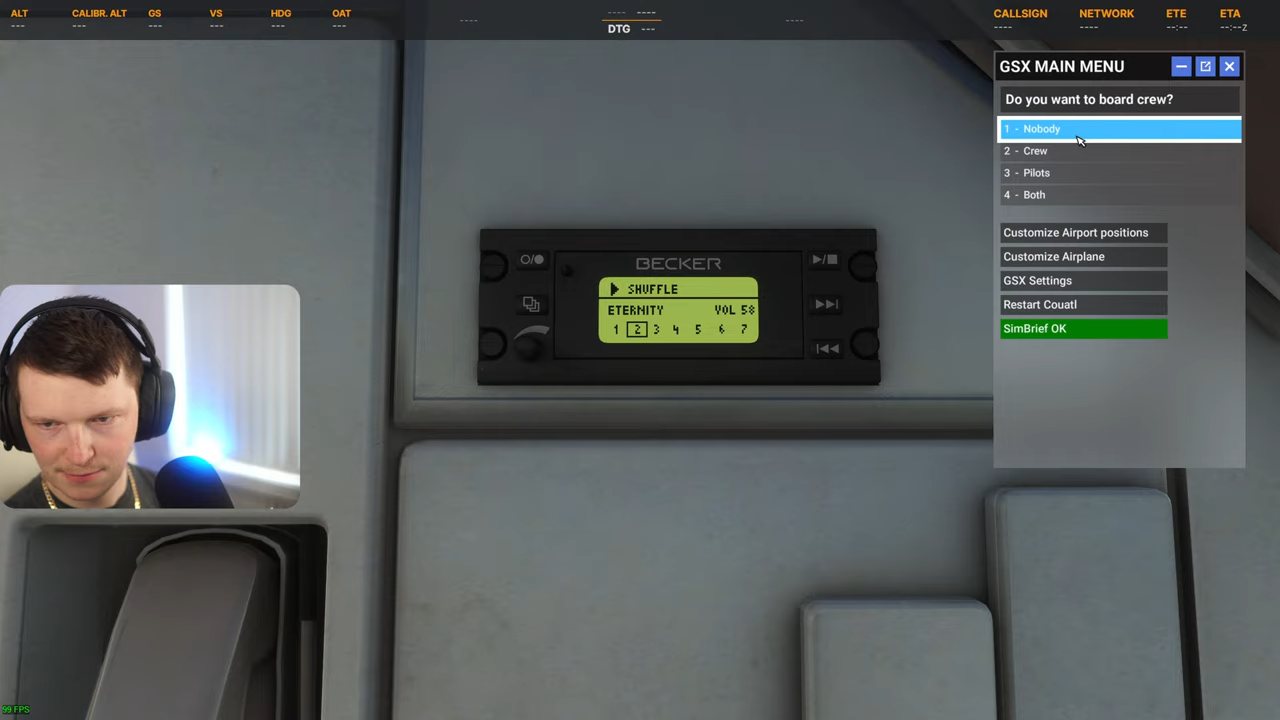 ALT CALIBR. ALT GS VS HDG OAT
--- --- --- --- --- ---
---- ---- ---- ----
DTG ---
CALLSIGN NETWORK ETE ETA
---- ---- --:-- --:--Z
GSX MAIN MENU
Do you want to board crew?
1 - Nobody
2 - Crew
3 - Pilots
4 - Both
Customize Airport positions
Customize Airplane
GSX Settings
Restart Couatl
SimBrief OK
BECKER
SHUFFLE
ETERNITY VOL 58
1 2 3 4 5 6 7
99 FPS